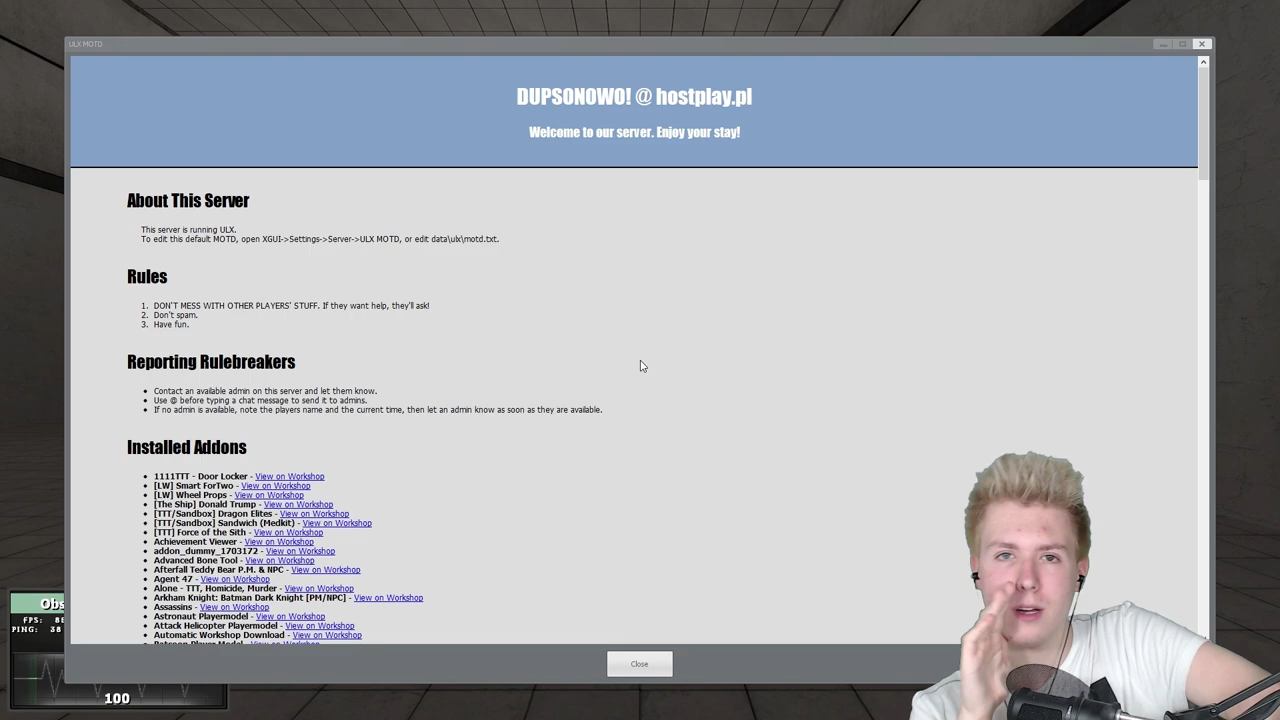 ULX MOTD
DUPSONOWO! @ hostplay.pl
Welcome to our server. Enjoy your stay!
About This Server
This server is running ULX.
To edit this default MOTD, open XGUI->Settings->Server->ULX MOTD, or edit data\ulx\motd.txt.
Rules
1. DON'T MESS WITH OTHER PLAYERS' STUFF. If they want help, they'll ask!
2. Don't spam.
3. Have fun.
Reporting Rulebreakers
• Contact an available admin on this server and let them know.
• Use @ before typing a chat message to send it to admins.
• If no admin is available, note the players name and the current time, then let an admin know as soon as they are available.
Installed Addons
• 1111TTT - Door Locker - View on Workshop
• [LW] Smart ForTwo - View on Workshop
• [LW] Wheel Props - View on Workshop
• [The Ship] Donald Trump - View on Workshop
• [TTT/Sandbox] Dragon Elites - View on Workshop
• [TTT/Sandbox] Sandwich (Medkit) - View on Workshop
• [TTT] Force of the Sith - View on Workshop
• Achievement Viewer - View on Workshop
• addon_dummy_1703172 - View on Workshop
• Advanced Bone Tool - View on Workshop
• Afterfall Teddy Bear P.M. & NPC - View on Workshop
• Agent 47 - View on Workshop
• Alone - TTT, Homicide, Murder - View on Workshop
• Arkham Knight: Batman Dark Knight [PM/NPC] - View on Workshop
• Assassins - View on Workshop
• Astronaut Playermodel - View on Workshop
• Attack Helicopter Playermodel - View on Workshop
• Automatic Workshop Download - View on Workshop
Obs
FPS:
PING: 38
100
Close